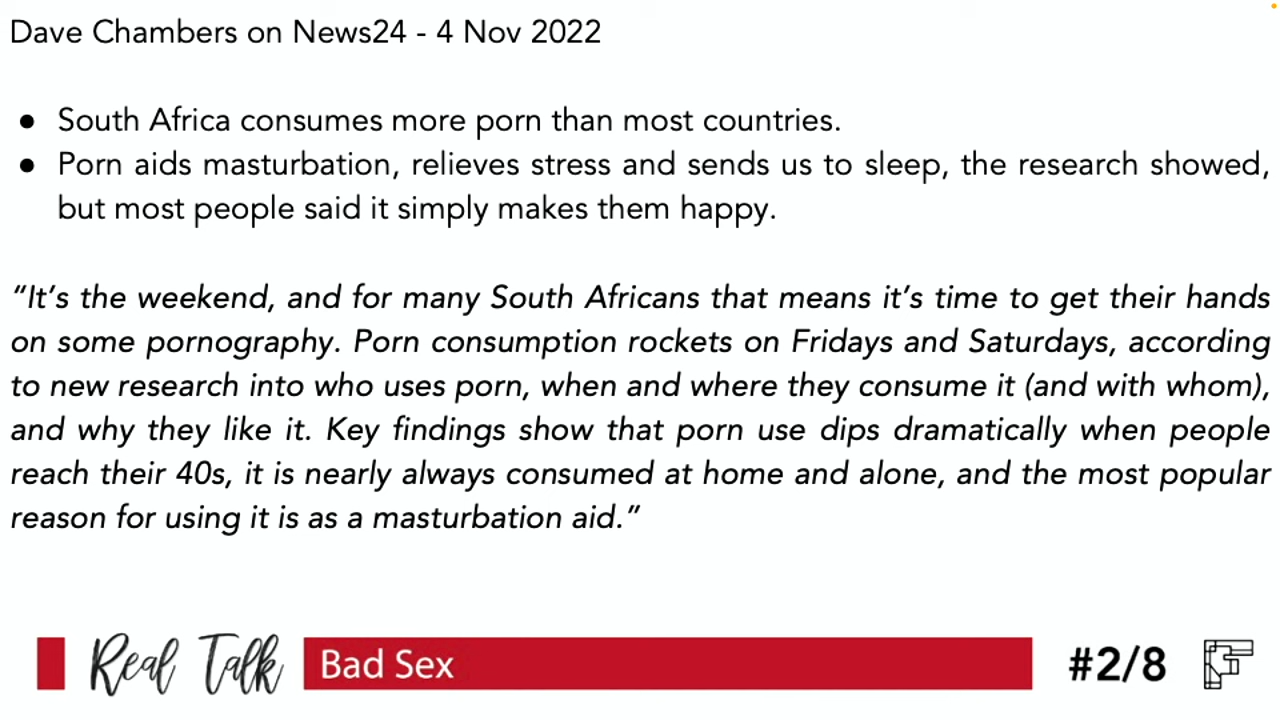 Dave Chambers on News24 - 4 Nov 2022
● South Africa consumes more porn than most countries.
● Porn aids masturbation, relieves stress and sends us to sleep, the research showed,
but most people said it simply makes them happy.
“It’s the weekend, and for many South Africans that means it’s time to get their hands
on some pornography. Porn consumption rockets on Fridays and Saturdays, according
to new research into who uses porn, when and where they consume it (and with whom),
and why they like it. Key findings show that porn use dips dramatically when people
reach their 40s, it is nearly always consumed at home and alone, and the most popular
reason for using it is as a masturbation aid.”
Real Talk Bad Sex #2/8